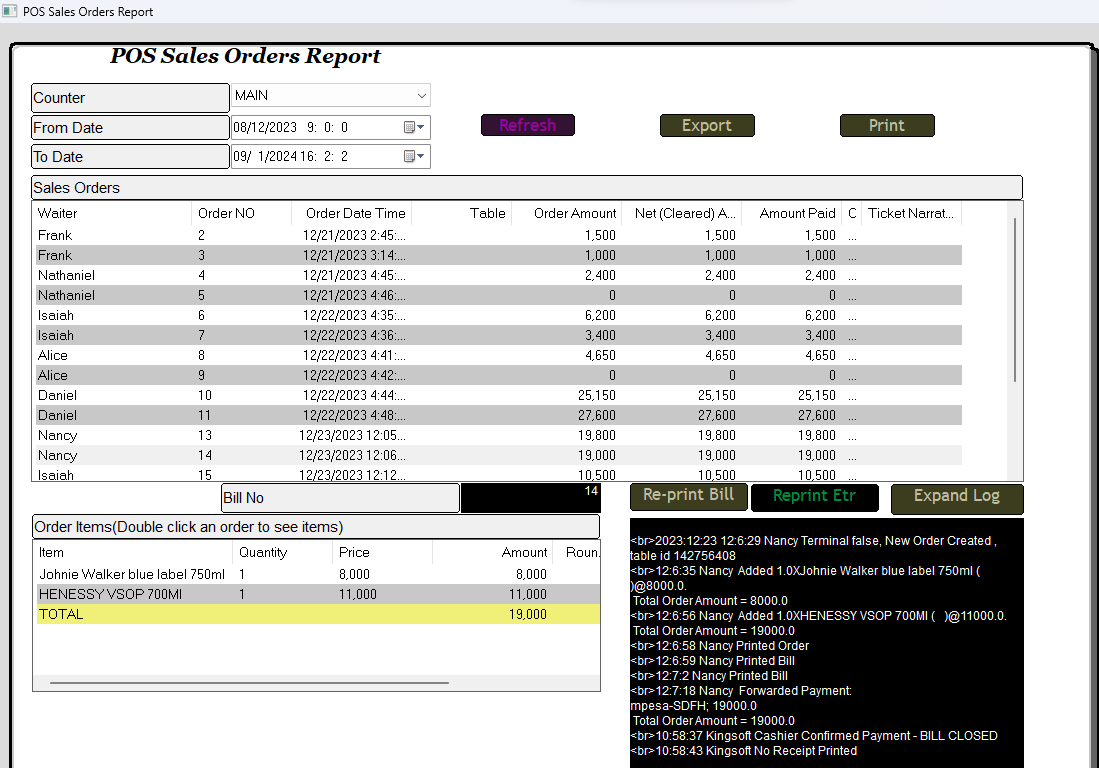 POS Sales Orders Report
POS Sales Orders Report
Counter MAIN
From Date 08/12/2023 9: 0: 0 Refresh Export Print
To Date 09/ 1/2024 16: 2: 2
Sales Orders
Waiter Order NO Order Date Time Table Order Amount Net (Cleared) A... Amount Paid C Ticket Narrat...
Frank 2 12/21/2023 2:45:... 1,500 1,500 1,500 ...
Frank 3 12/21/2023 3:14:... 1,000 1,000 1,000 ...
Nathaniel 4 12/21/2023 4:45:... 2,400 2,400 2,400 ...
Nathaniel 5 12/21/2023 4:46:... 0 0 0 ...
Isaiah 6 12/22/2023 4:35:... 6,200 6,200 6,200 ...
Isaiah 7 12/22/2023 4:36:... 3,400 3,400 3,400 ...
Alice 8 12/22/2023 4:41:... 4,650 4,650 4,650 ...
Alice 9 12/22/2023 4:42:... 0 0 0 ...
Daniel 10 12/22/2023 4:44:... 25,150 25,150 25,150 ...
Daniel 11 12/22/2023 4:48:... 27,600 27,600 27,600 ...
Nancy 13 12/23/2023 12:05... 19,800 19,800 19,800 ...
Nancy 14 12/23/2023 12:06... 19,000 19,000 19,000 ...
Isaiah 15 12/23/2023 12:12... 10,500 10,500 10,500 ...
Bill No 14 Re-print Bill Reprint Etr Expand Log
Order Items(Double click an order to see items)
Item Quantity Price Amount Roun.
Johnie Walker blue label 750ml 1 8,000 8,000
HENESSY VSOP 700Ml 1 11,000 11,000
TOTAL 19,000
<br>2023:12:23 12:6:29 Nancy Terminal false, New Order Created ,
table id 142756408
<br>12:6:35 Nancy Added 1.0XJohnie Walker blue label 750ml (
)@8000.0.
Total Order Amount = 8000.0
<br>12:6:56 Nancy Added 1.0XHENESSY VSOP 700Ml ( )@11000.0.
Total Order Amount = 19000.0
<br>12:6:58 Nancy Printed Order
<br>12:6:59 Nancy Printed Bill
<br>12:7:2 Nancy Printed Bill
<br>12:7:18 Nancy Forwarded Payment:
mpesa-SDFH; 19000.0
Total Order Amount = 19000.0
<br>10:58:37 Kingsoft Cashier Confirmed Payment - BILL CLOSED
<br>10:58:43 Kingsoft No Receipt Printed